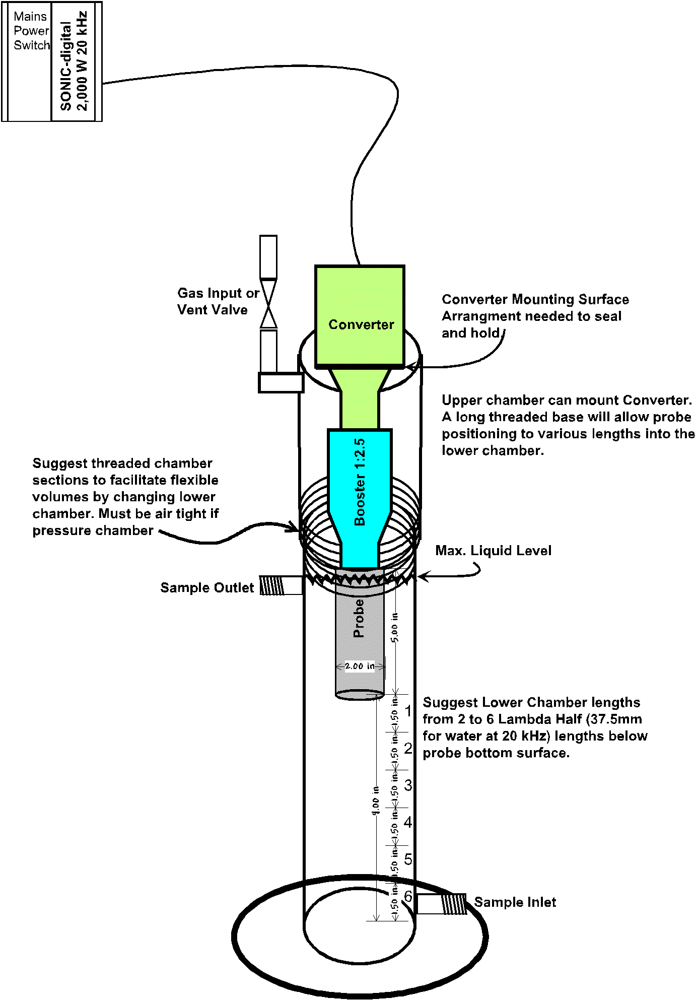 Mains
Power
Switch
SONIC-digital
2,000 W 20 kHz
Gas Input or
Vent Valve
Converter
Converter Mounting Surface
Arrangment needed to seal
and hold.
Upper chamber can mount Converter.
A long threaded base will allow probe
positioning to various lengths into the
lower chamber.
Booster 1:2.5
Suggest threaded chamber
sections to facilitate flexible
volumes by changing lower
chamber. Must be air tight if
pressure chamber
Max. Liquid Level
Sample Outlet
Probe
5.00 in
2.00 in
Suggest Lower Chamber lengths
from 2 to 6 Lambda Half (37.5mm
for water at 20 kHz) lengths below
probe bottom surface.
9.00 in
1.50 in
1
1.50 in
2
1.50 in
3
1.50 in
4
1.50 in
5
1.50 in
6
Sample Inlet